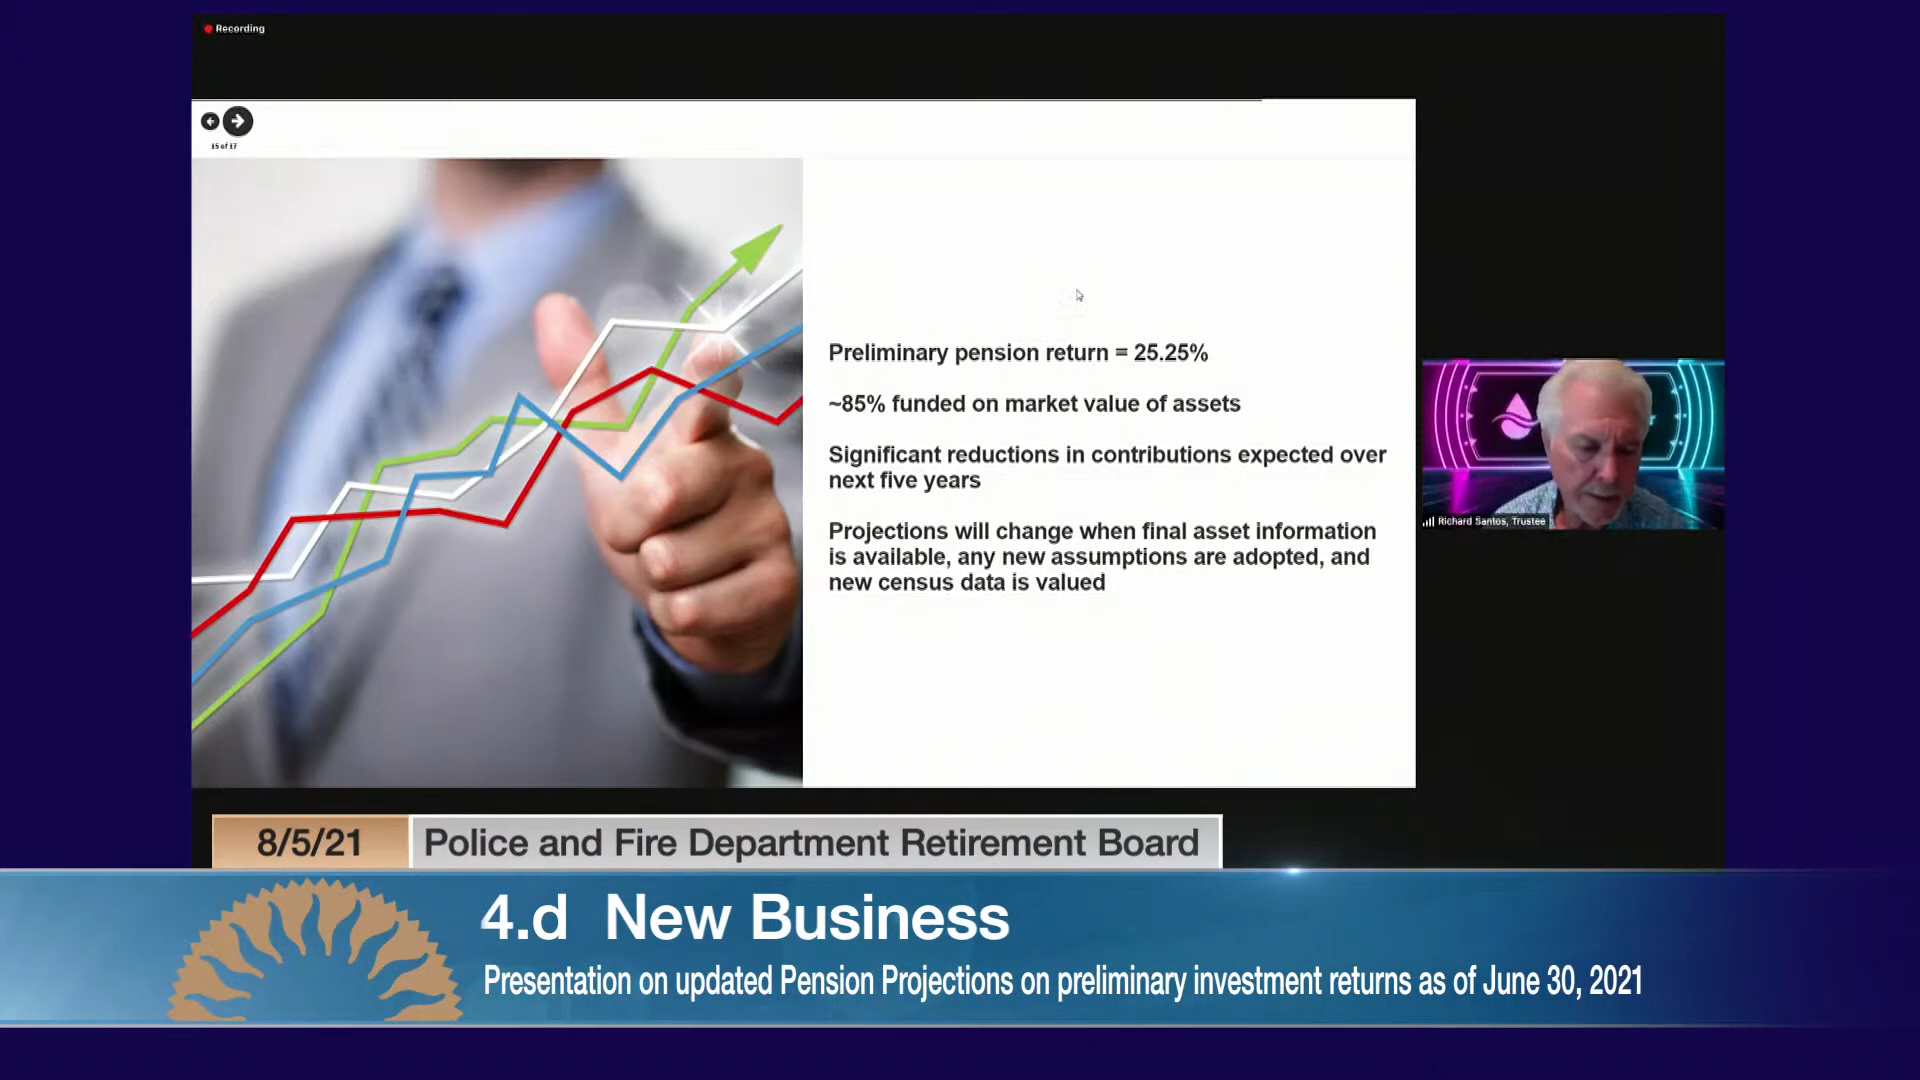 Recording
15 of 17
Preliminary pension return = 25.25%
~85% funded on market value of assets
Significant reductions in contributions expected over
next five years
Projections will change when final asset information
is available, any new assumptions are adopted, and
new census data is valued
Richard Santos, Trustee
8/5/21 Police and Fire Department Retirement Board
4.d New Business
Presentation on updated Pension Projections on preliminary investment returns as of June 30, 2021